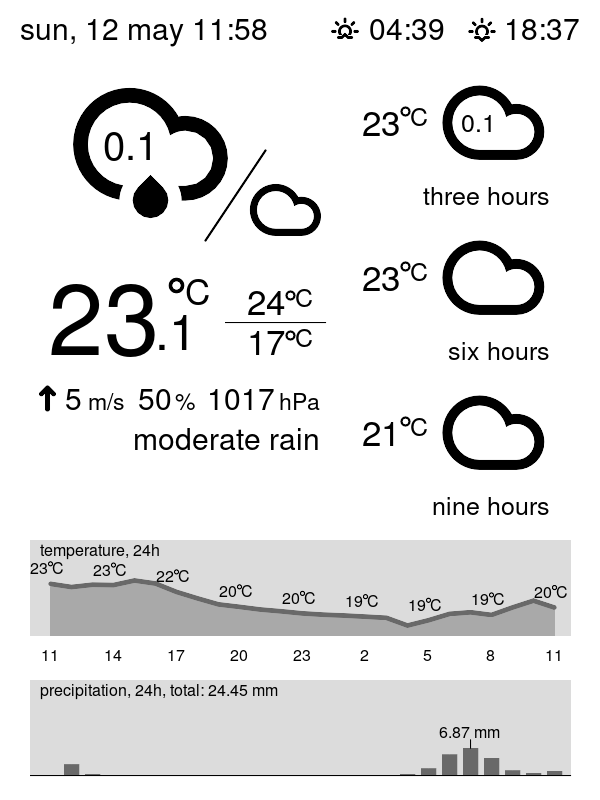 sun, 12 may 11:58 04:39 18:37
0.1
23°C 0.1
three hours
23°C
six hours
23.1°C
24°C
17°C
5 m/s 50% 1017 hPa
moderate rain
21°C
nine hours
temperature, 24h
23°C 23°C 22°C 20°C 20°C 19°C 19°C 19°C 20°C
11 14 17 20 23 2 5 8 11
precipitation, 24h, total: 24.45 mm
6.87 mm